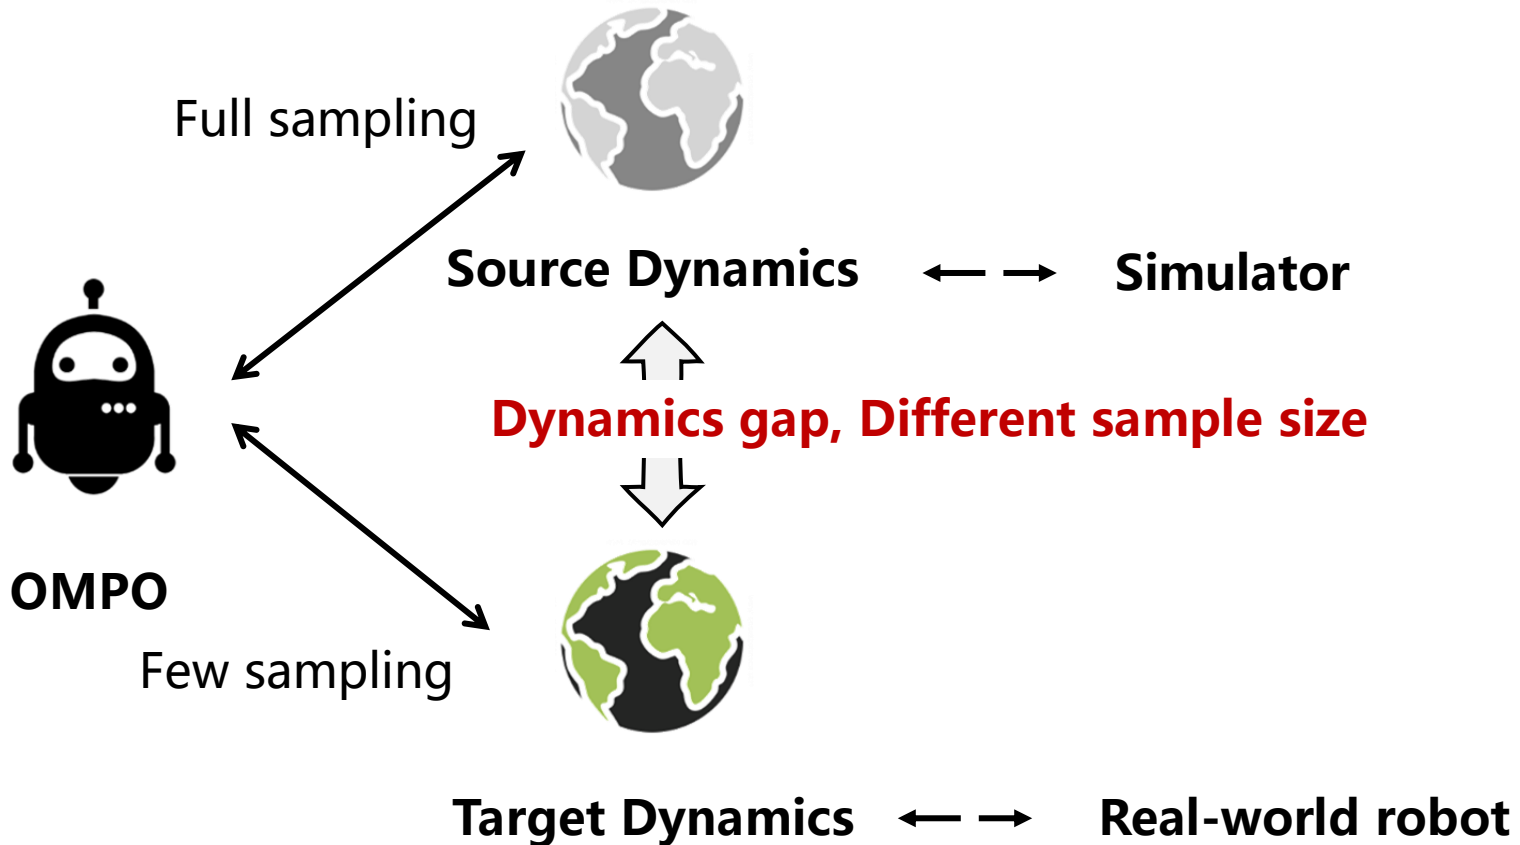 Full sampling
Source Dynamics
Simulator
Dynamics gap, Different sample size
OMPO
Few sampling
Target Dynamics
Real-world robot